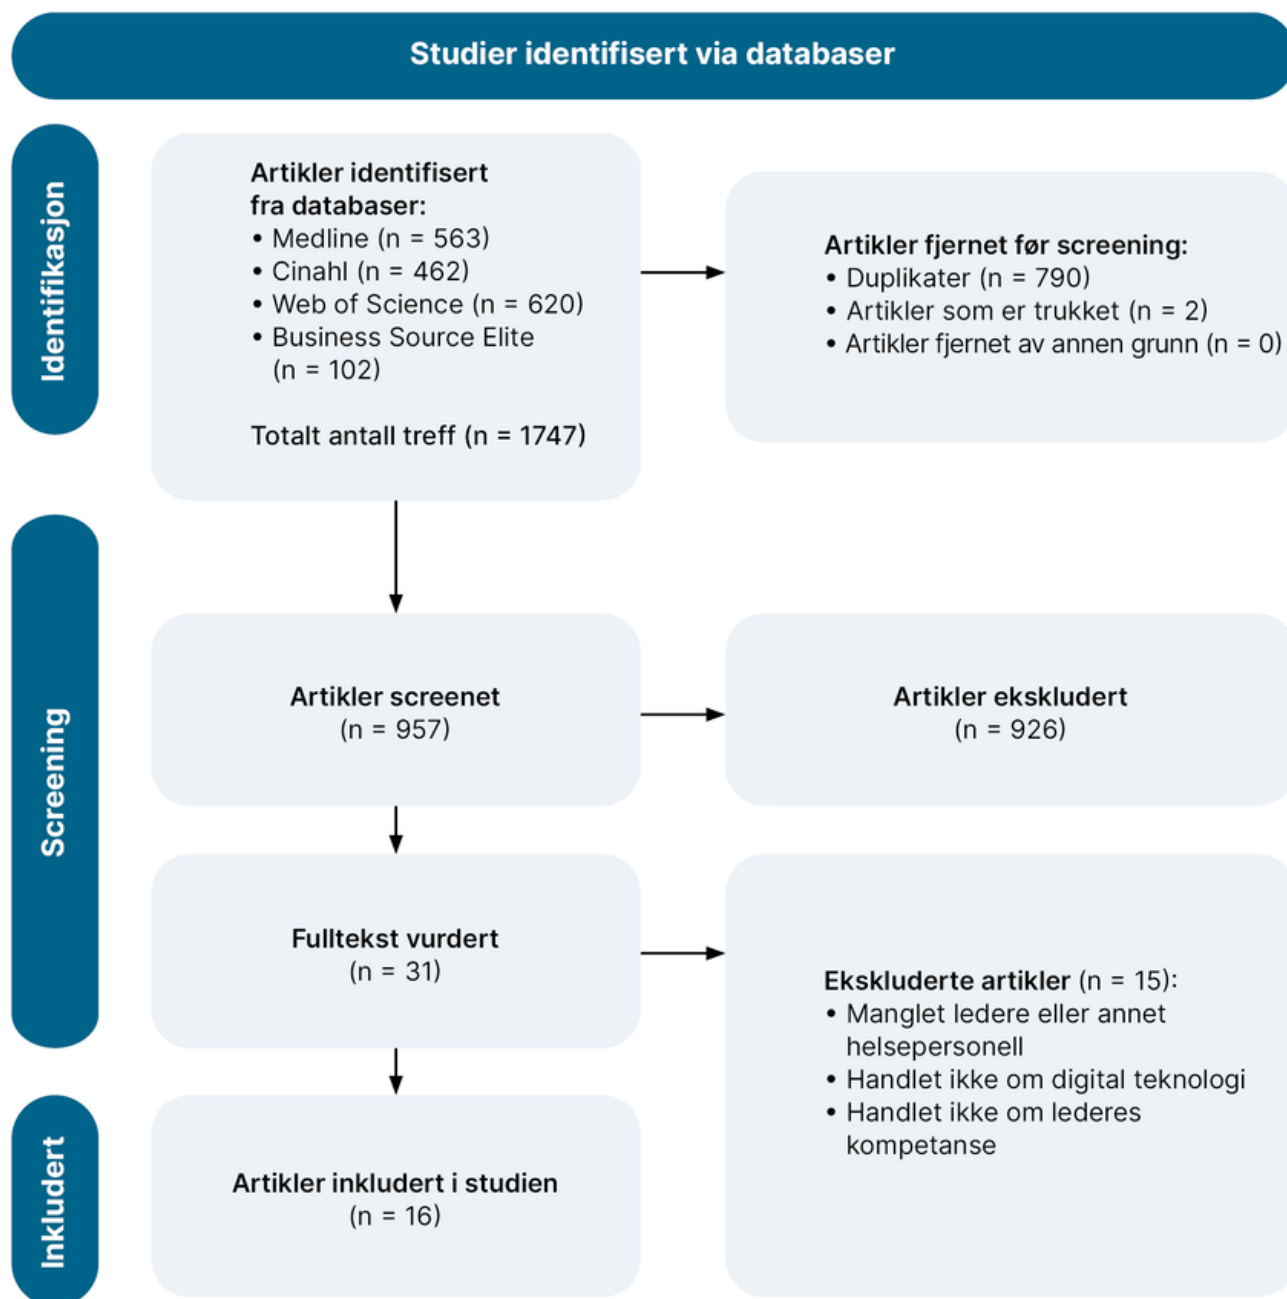 Studier identifisert via databaser
Identifikasjon
Artikler identifisert
fra databaser:
• Medline (n = 563)
• Cinahl (n = 462)
• Web of Science (n = 620)
• Business Source Elite
(n = 102)
Totalt antall treff (n = 1747)
Artikler fjernet før screening:
• Duplikater (n = 790)
• Artikler som er trukket (n = 2)
• Artikler fjernet av annen grunn (n = 0)
Screening
Artikler screenet
(n = 957)
Artikler ekskludert
(n = 926)
Fulltekst vurdert
(n = 31)
Ekskluderte artikler (n = 15):
• Manglet ledere eller annet
helsepersonell
• Handlet ikke om digital teknologi
• Handlet ikke om lederes
kompetanse
Inkludert
Artikler inkludert i studien
(n = 16)